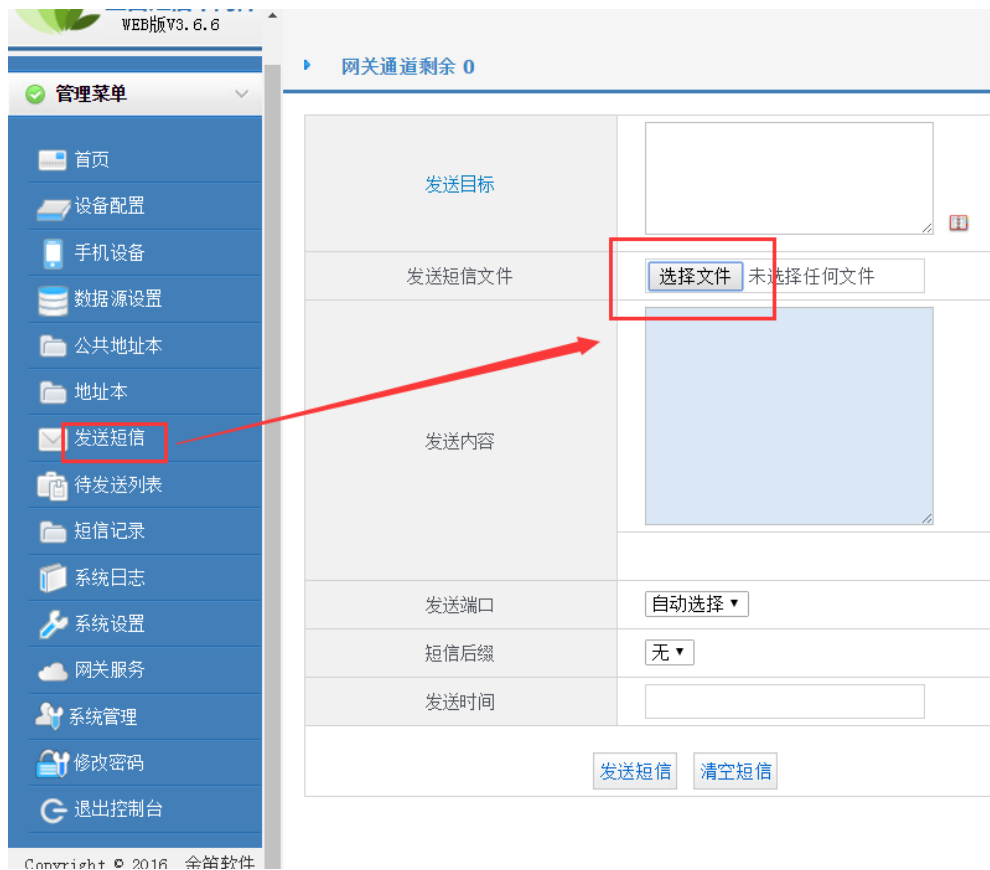 WEB版V3.6.6
管理菜单
首页
设备配置
手机设备
数据源设置
公共地址本
地址本
发送短信
待发送列表
短信记录
系统日志
系统设置
网关服务
系统管理
修改密码
退出控制台
Copyright © 2016 金笛软件
网关通道剩余 0
发送目标
发送短信文件 选择文件 未选择任何文件
发送内容
发送端口 自动选择
短信后缀 无
发送时间
发送短信 清空短信